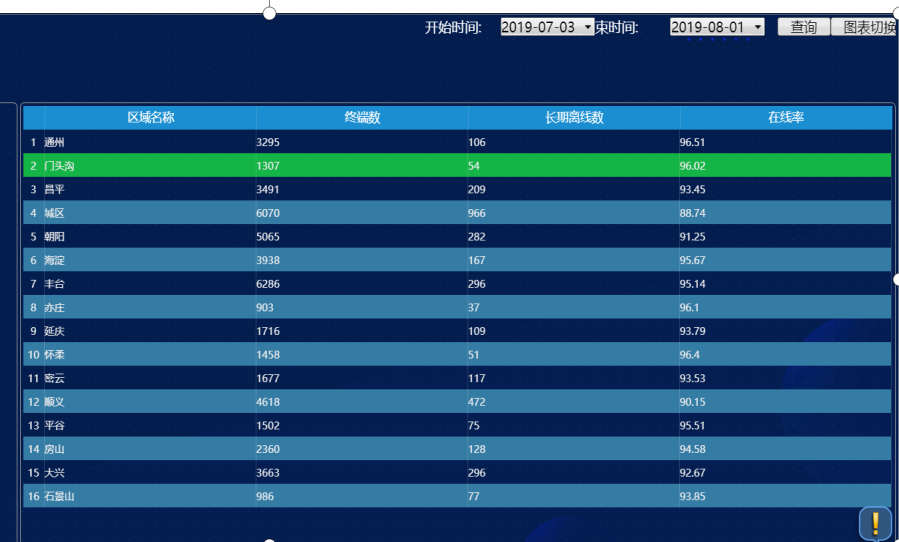 开始时间: 2019-07-03 束时间: 2019-08-01 查询 图表切换
区域名称 终端数 长期离线数 在线率
1 通州 3295 106 96.51
2 门头沟 1307 54 96.02
3 昌平 3491 209 93.45
4 城区 6070 966 88.74
5 朝阳 5065 282 91.25
6 海淀 3938 167 95.67
7 丰台 6286 296 95.14
8 亦庄 903 37 96.1
9 延庆 1716 109 93.79
10 怀柔 1458 51 96.4
11 密云 1677 117 93.53
12 顺义 4618 472 90.15
13 平谷 1502 75 95.51
14 房山 2360 128 94.58
15 大兴 3663 296 92.67
16 石景山 986 77 93.85